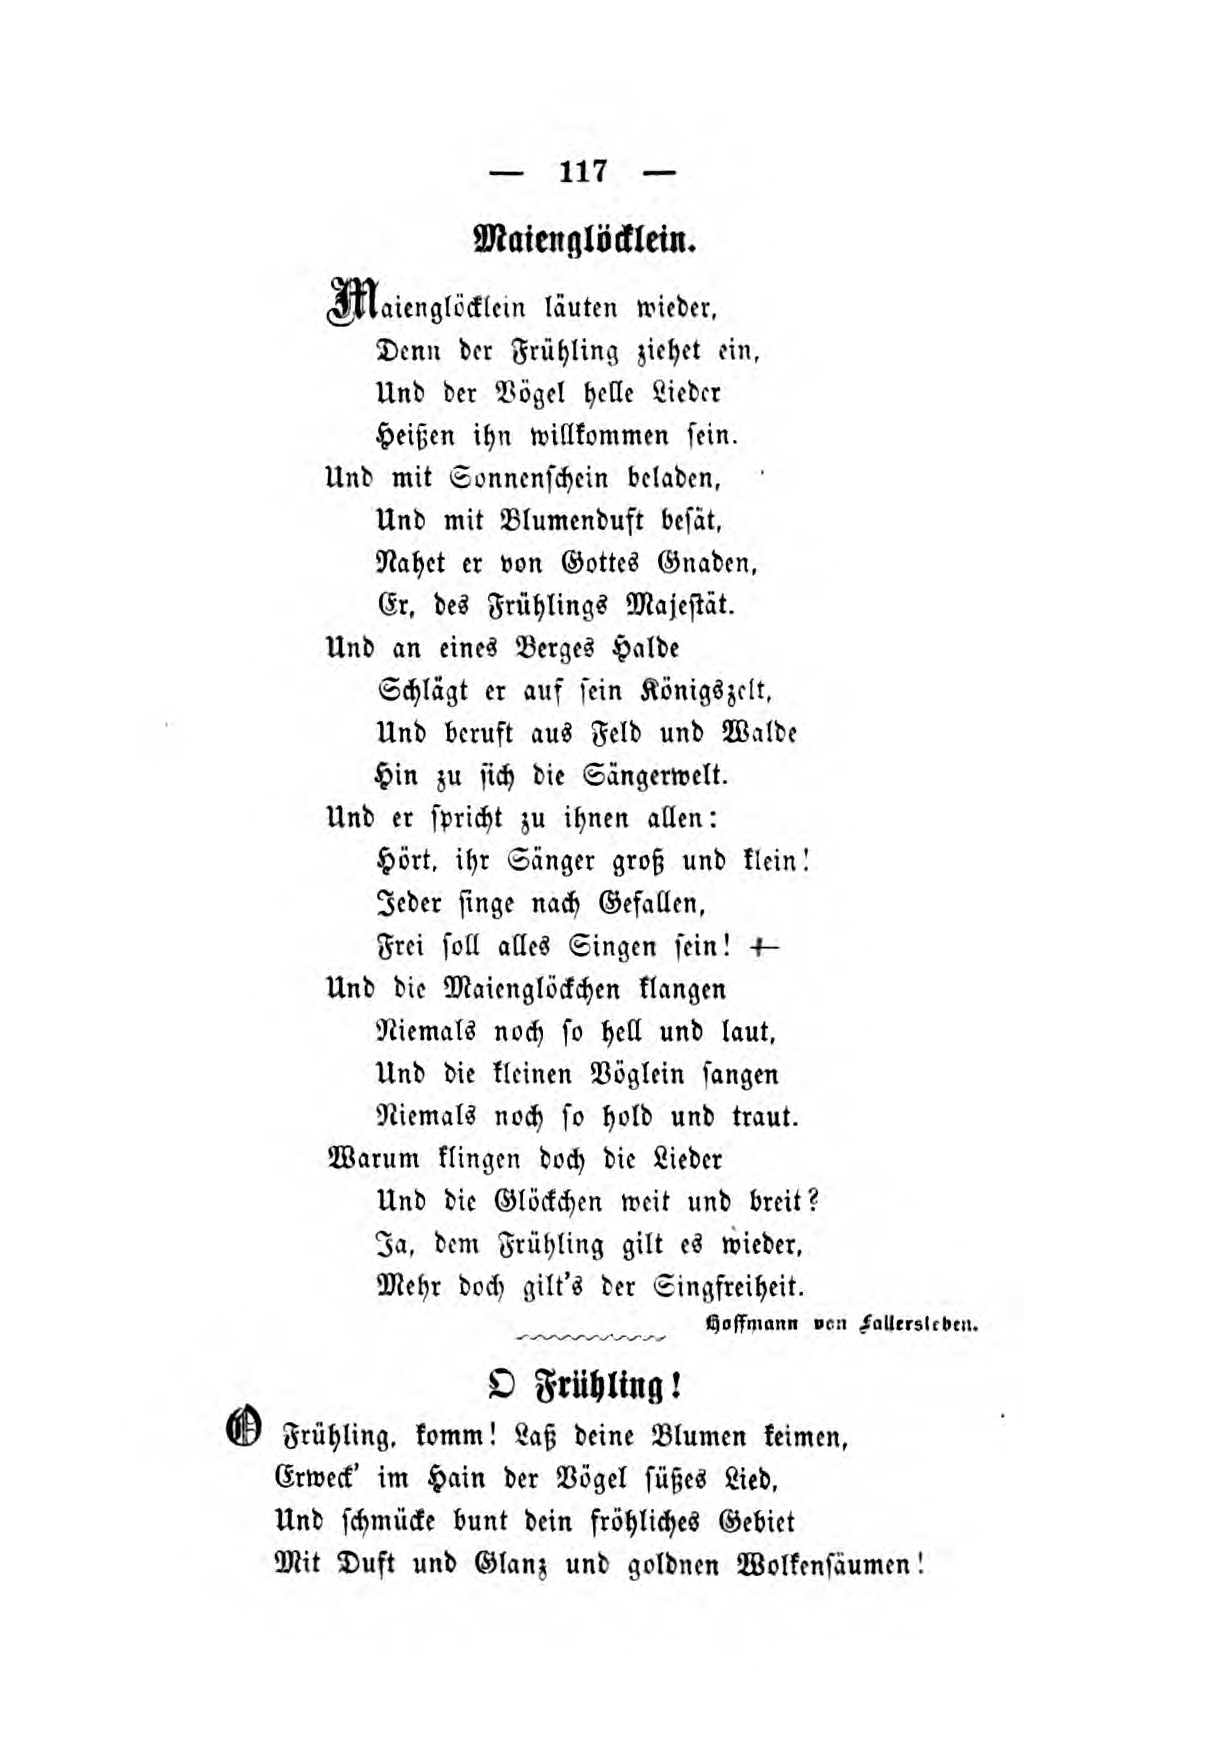 — 117 —
Maienglöcklein.
Maienglöcklein läuten wieder,
Denn der Frühling ziehet ein,
Und der Vögel helle Lieder
Heißen ihn willkommen sein.
Und mit Sonnenschein beladen,
Und mit Blumenduft besät,
Nahet er von Gottes Gnaden,
Er, des Frühlings Majestät.
Und an eines Berges Halde
Schlägt er auf sein Königszelt,
Und beruft aus Feld und Walde
Hin zu sich die Sängerwelt.
Und er spricht zu ihnen allen:
Hört, ihr Sänger groß und klein!
Jeder singe nach Gefallen,
Frei soll alles Singen sein! +
Und die Maienglöckchen klangen
Niemals noch so hell und laut,
Und die kleinen Vöglein sangen
Niemals noch so hold und traut.
Warum klingen doch die Lieder
Und die Glöckchen weit und breit?
Ja, dem Frühling gilt es wieder,
Mehr doch gilt's der Singfreiheit.
Hoffmann von Fallersleben.
O Frühling!
O Frühling, komm! Laß deine Blumen keimen,
Erweck' im Hain der Vögel süßes Lied,
Und schmücke bunt dein fröhliches Gebiet
Mit Duft und Glanz und goldnen Wolkensäumen!